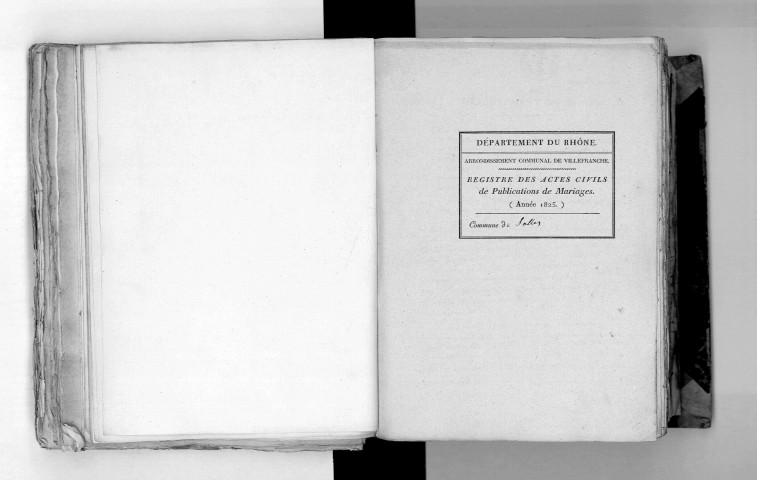 DÉPARTEMENT DU RHÔNE.
ARRONDISSEMENT COMMUNAL DE VILLEFRANCHE.
REGISTRE DES ACTES CIVILS
de Publications de Mariages.
( Année 1825. )
Commune de Salles